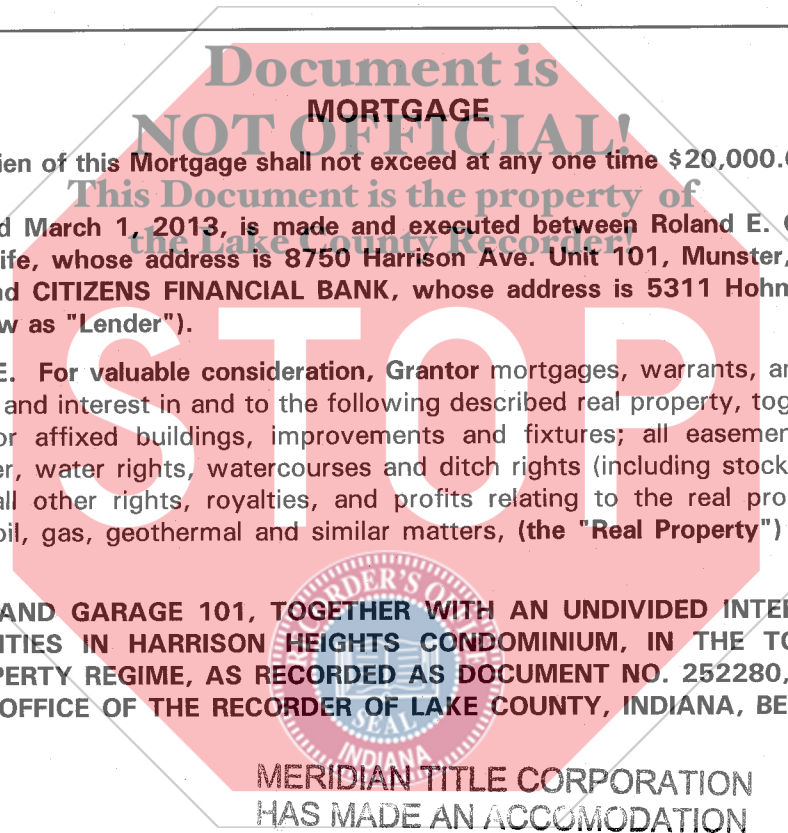 Document is
MORTGAGE
NOT OFFICIAL!
ien of this Mortgage shall not exceed at any one time $20,000.
This Document is the property of
d March 1, 2013, is made and executed between Roland E.
the Lake County Recorder!
ife, whose address is 8750 Harrison Ave. Unit 101, Munster,
nd CITIZENS FINANCIAL BANK, whose address is 5311 Hohm
w as "Lender").
STOP
E. For valuable consideration, Grantor mortgages, warrants, an
and interest in and to the following described real property, tog
or affixed buildings, improvements and fixtures; all easemen
er, water rights, watercourses and ditch rights (including stock
all other rights, royalties, and profits relating to the real pro
oil, gas, geothermal and similar matters, (the "Real Property")
RECORDER'S OFFICE
AND GARAGE 101, TOGETHER WITH AN UNDIVIDED INTE
ITIES IN HARRISON HEIGHTS CONDOMINIUM, IN THE TO
PERTY REGIME, AS RECORDED AS DOCUMENT NO. 252280,
OFFICE OF THE RECORDER OF LAKE COUNTY, INDIANA, BE
SEAL
INDIANA
MERIDIAN TITLE CORPORATION
HAS MADE AN ACCOMODATION